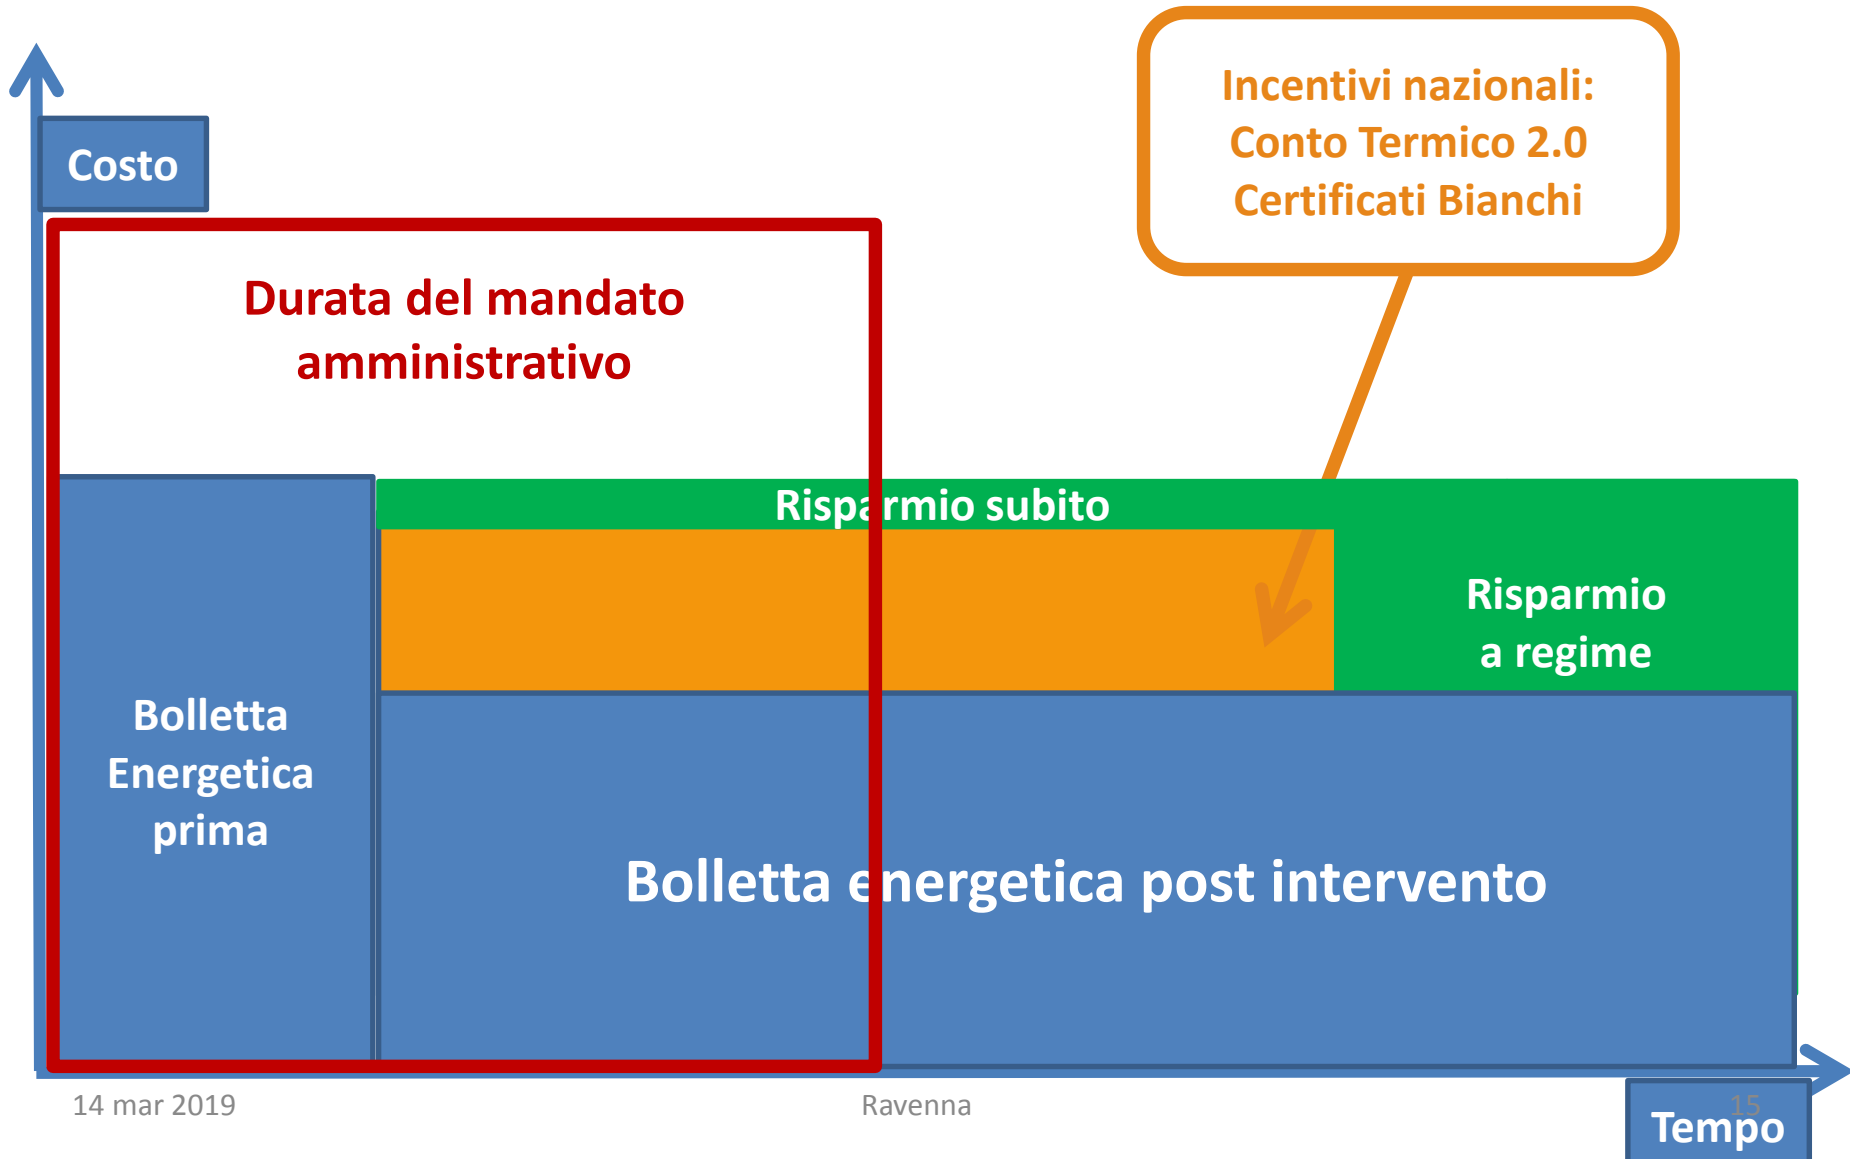 Incentivi nazionali:
Conto Termico 2.0
Certificati Bianchi
Costo
Durata del mandato
amministrativo
Risparmio subito
Risparmio
a regime
Bolletta
Energetica
prima
Bolletta energetica post intervento
14 mar 2019
Ravenna
15
Tempo